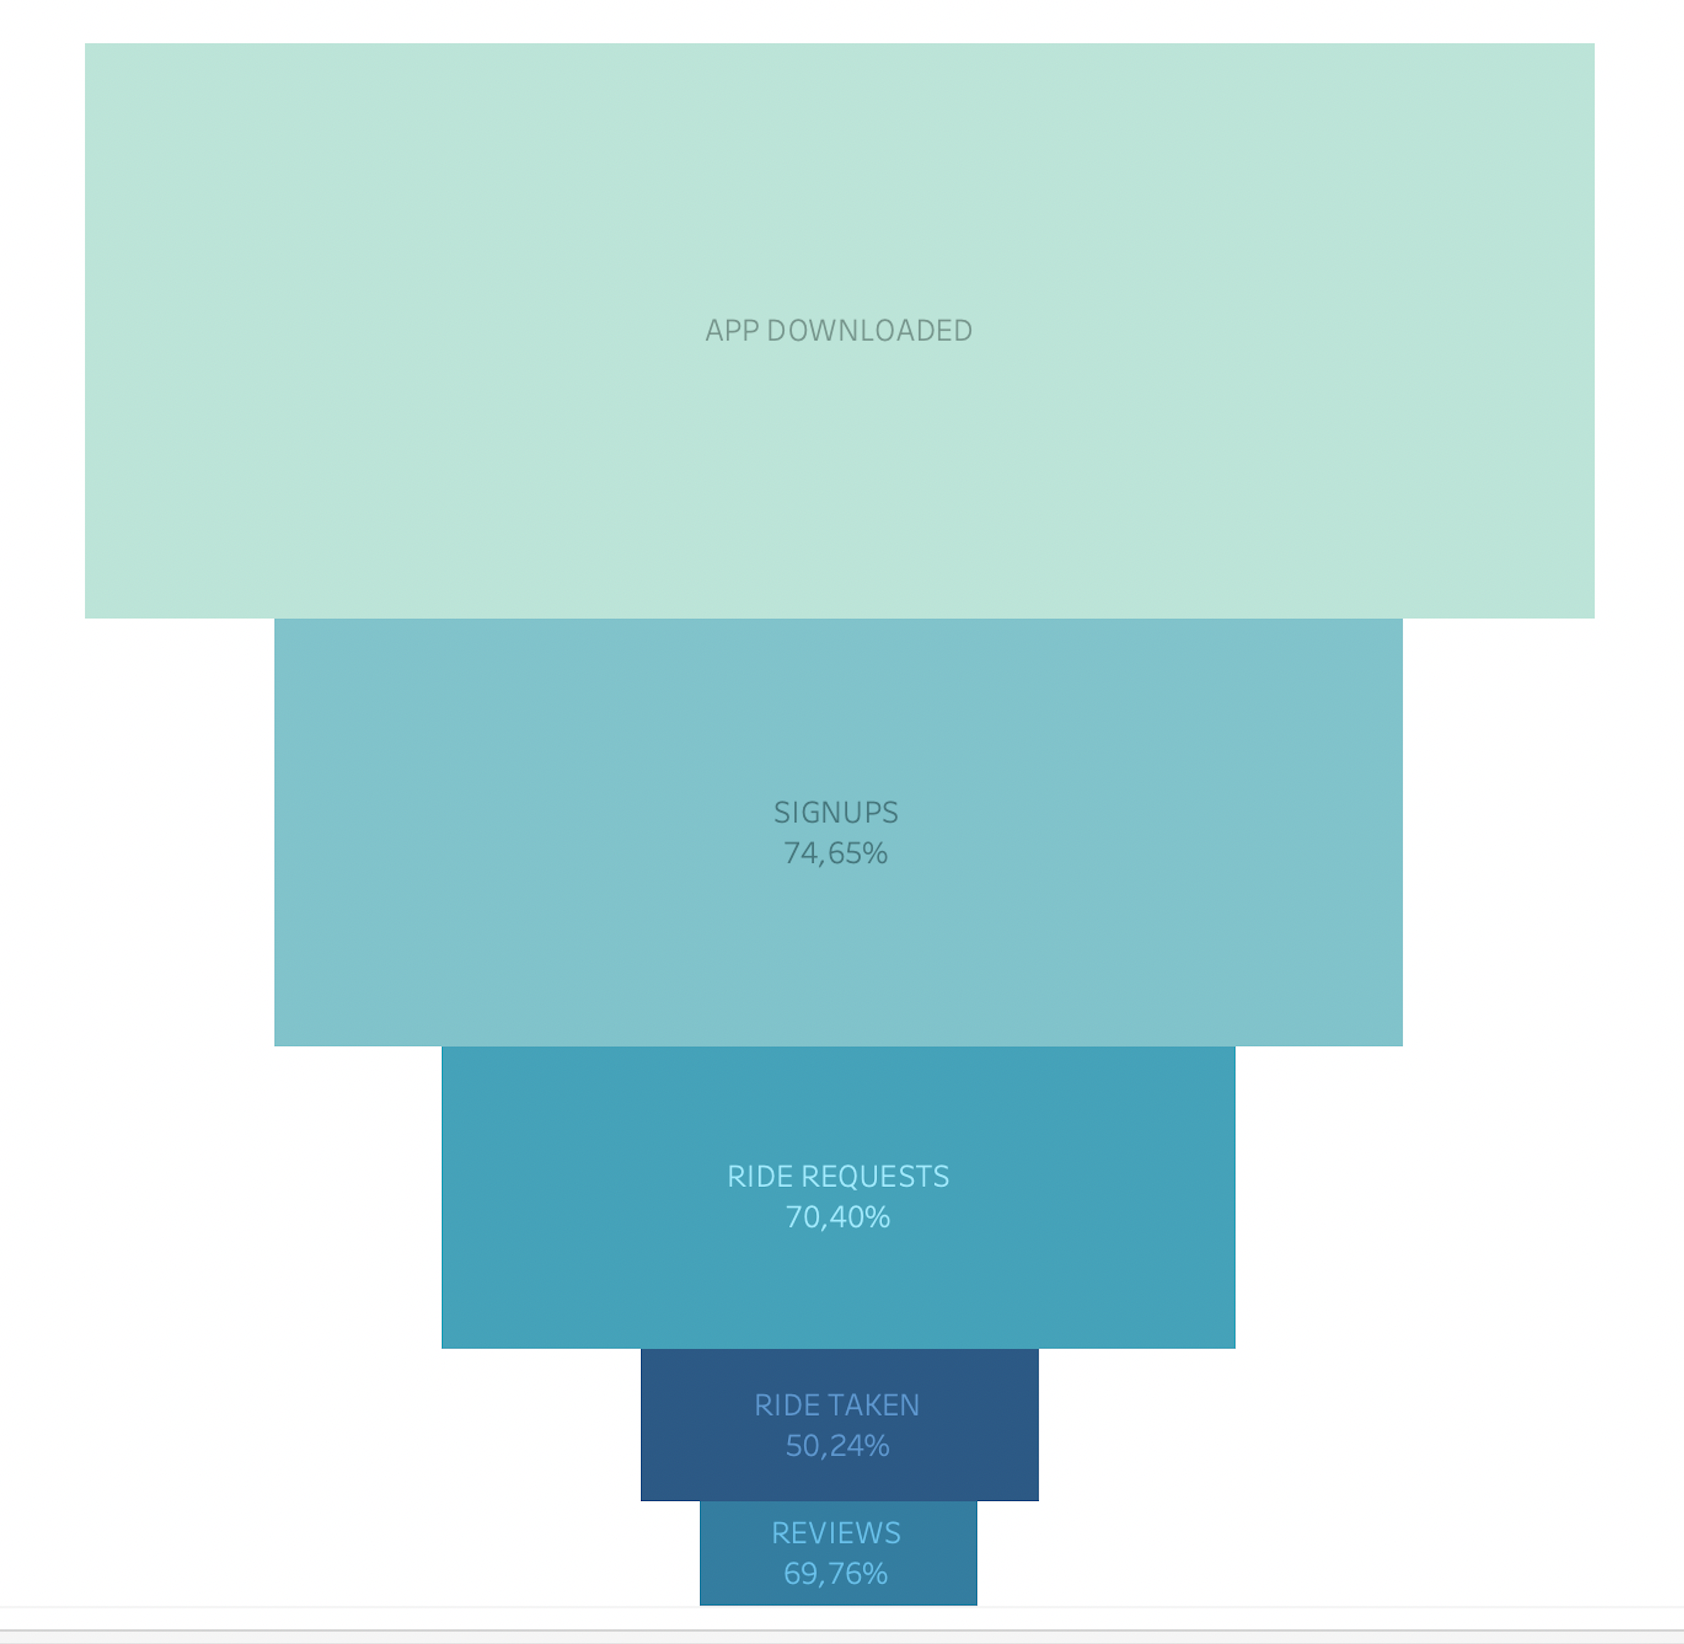 APP DOWNLOADED
SIGNUPS
74,65%
RIDE REQUESTS
70,40%
RIDE TAKEN
50,24%
REVIEWS
69,76%